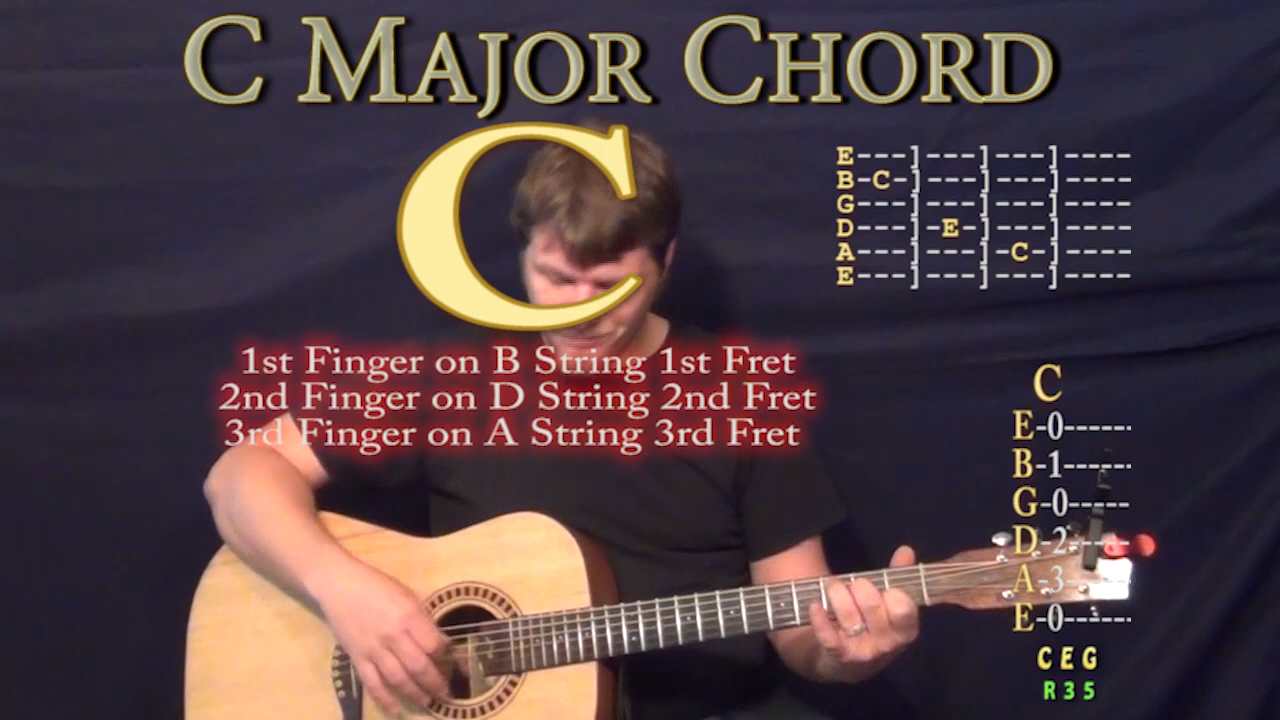 C MAJOR CHORD
C
E---]---]---]----
B-C-]---]---]----
G---]---]---]----
D---]-E-]---]----
A---]---]-C-]----
E---]---]---]----
1st Finger on B String 1st Fret
2nd Finger on D String 2nd Fret
3rd Finger on A String 3rd Fret
C
E-0------
B-1------
G-0------
D-2------
A-3------
E-0------
C E G
R 3 5